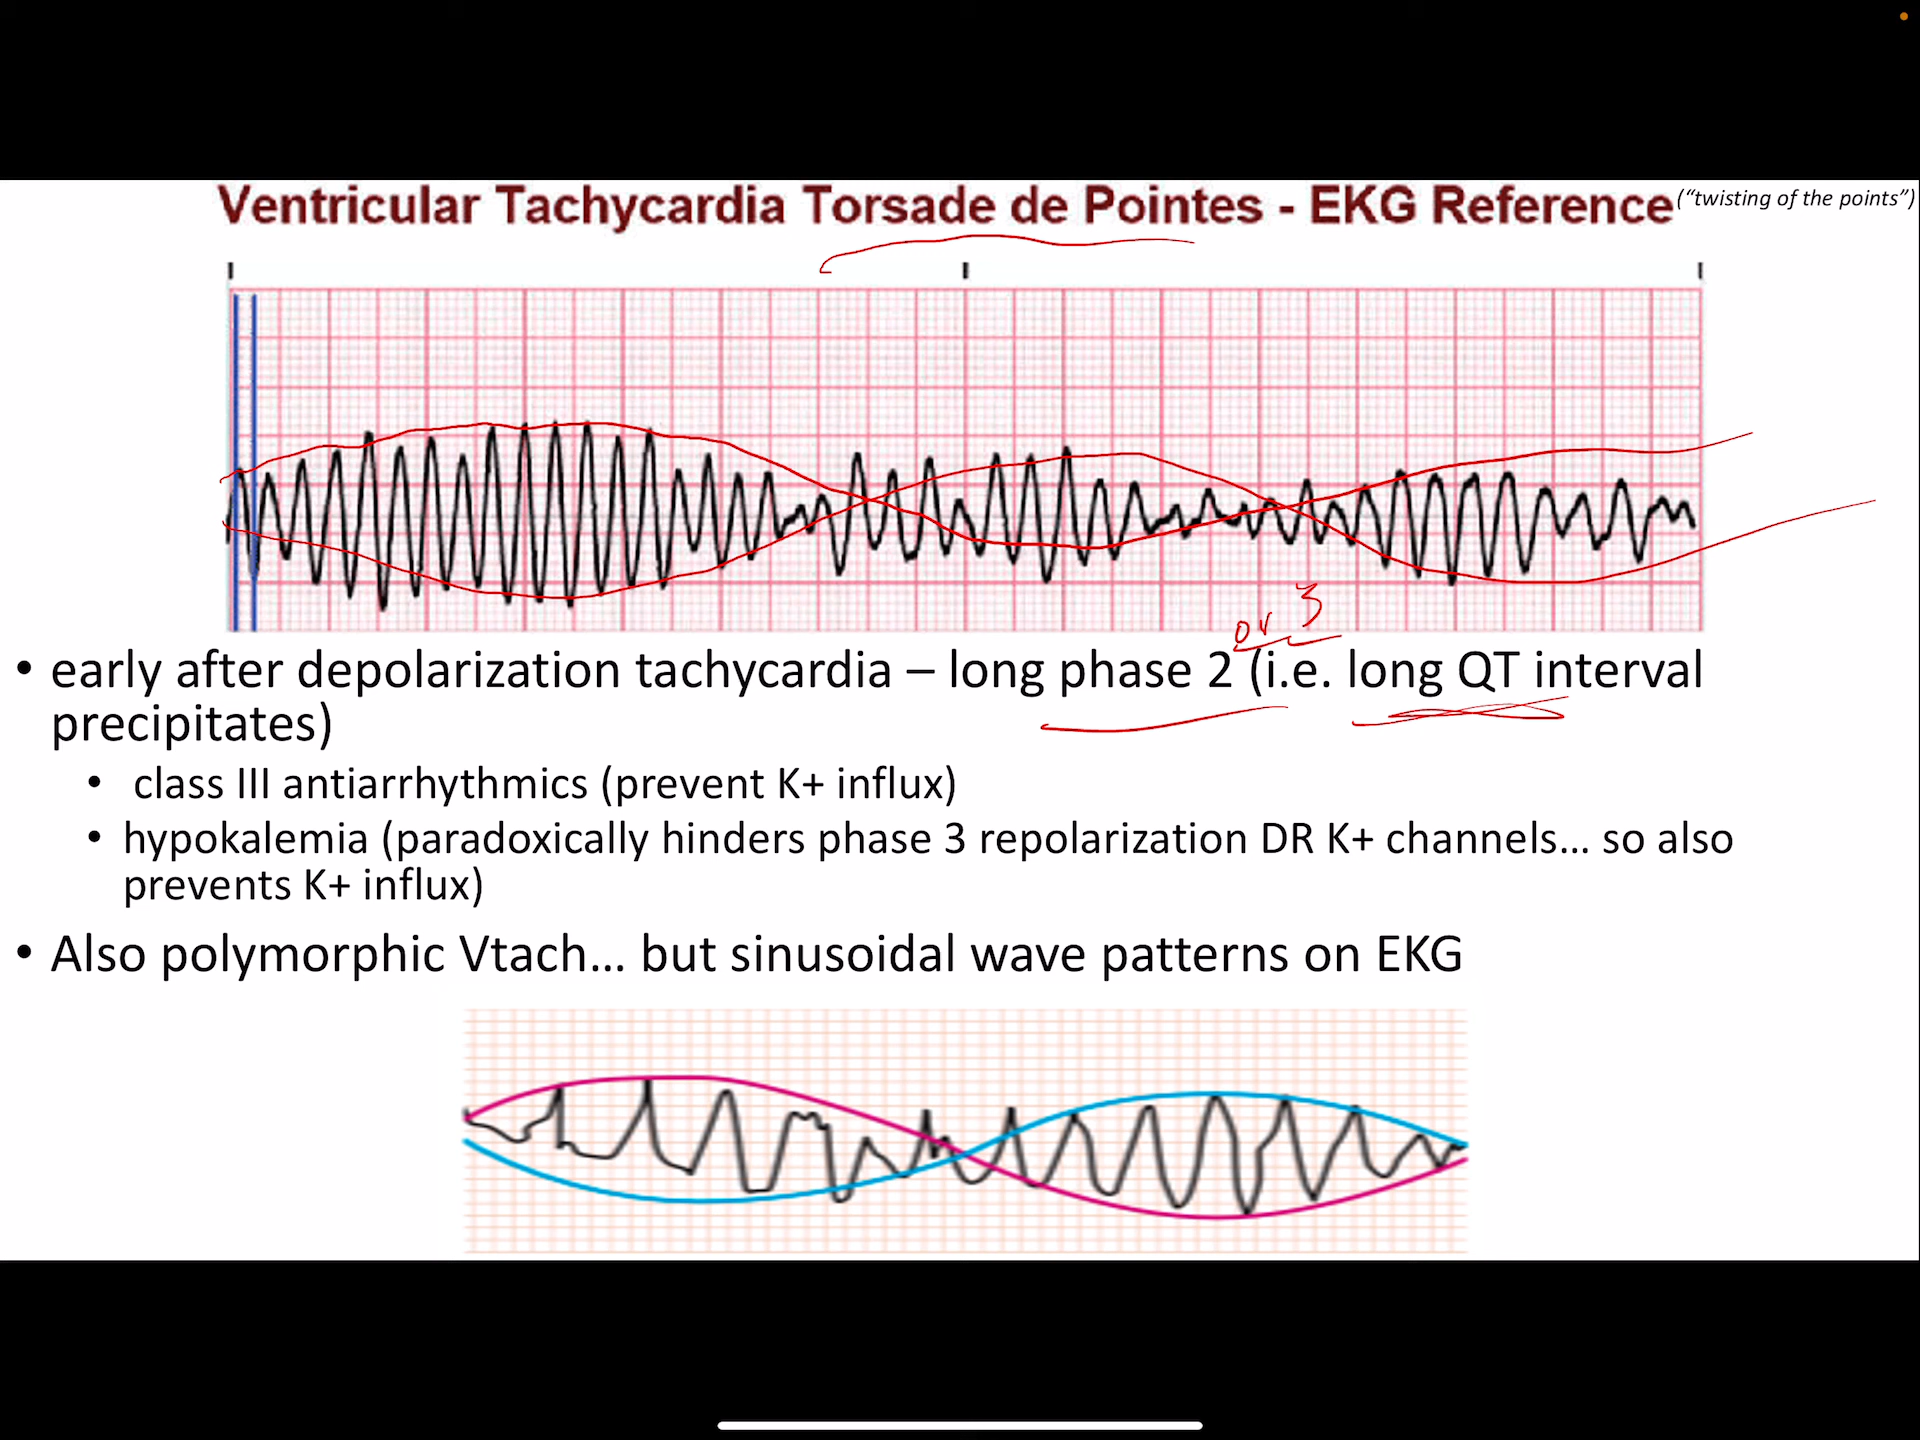 Ventricular Tachycardia Torsade de Pointes - EKG Reference (“twisting of the points”)
or 3
• early after depolarization tachycardia – long phase 2 (i.e. long QT interval
precipitates)
• class III antiarrhythmics (prevent K+ influx)
• hypokalemia (paradoxically hinders phase 3 repolarization DR K+ channels... so also
prevents K+ influx)
• Also polymorphic Vtach... but sinusoidal wave patterns on EKG